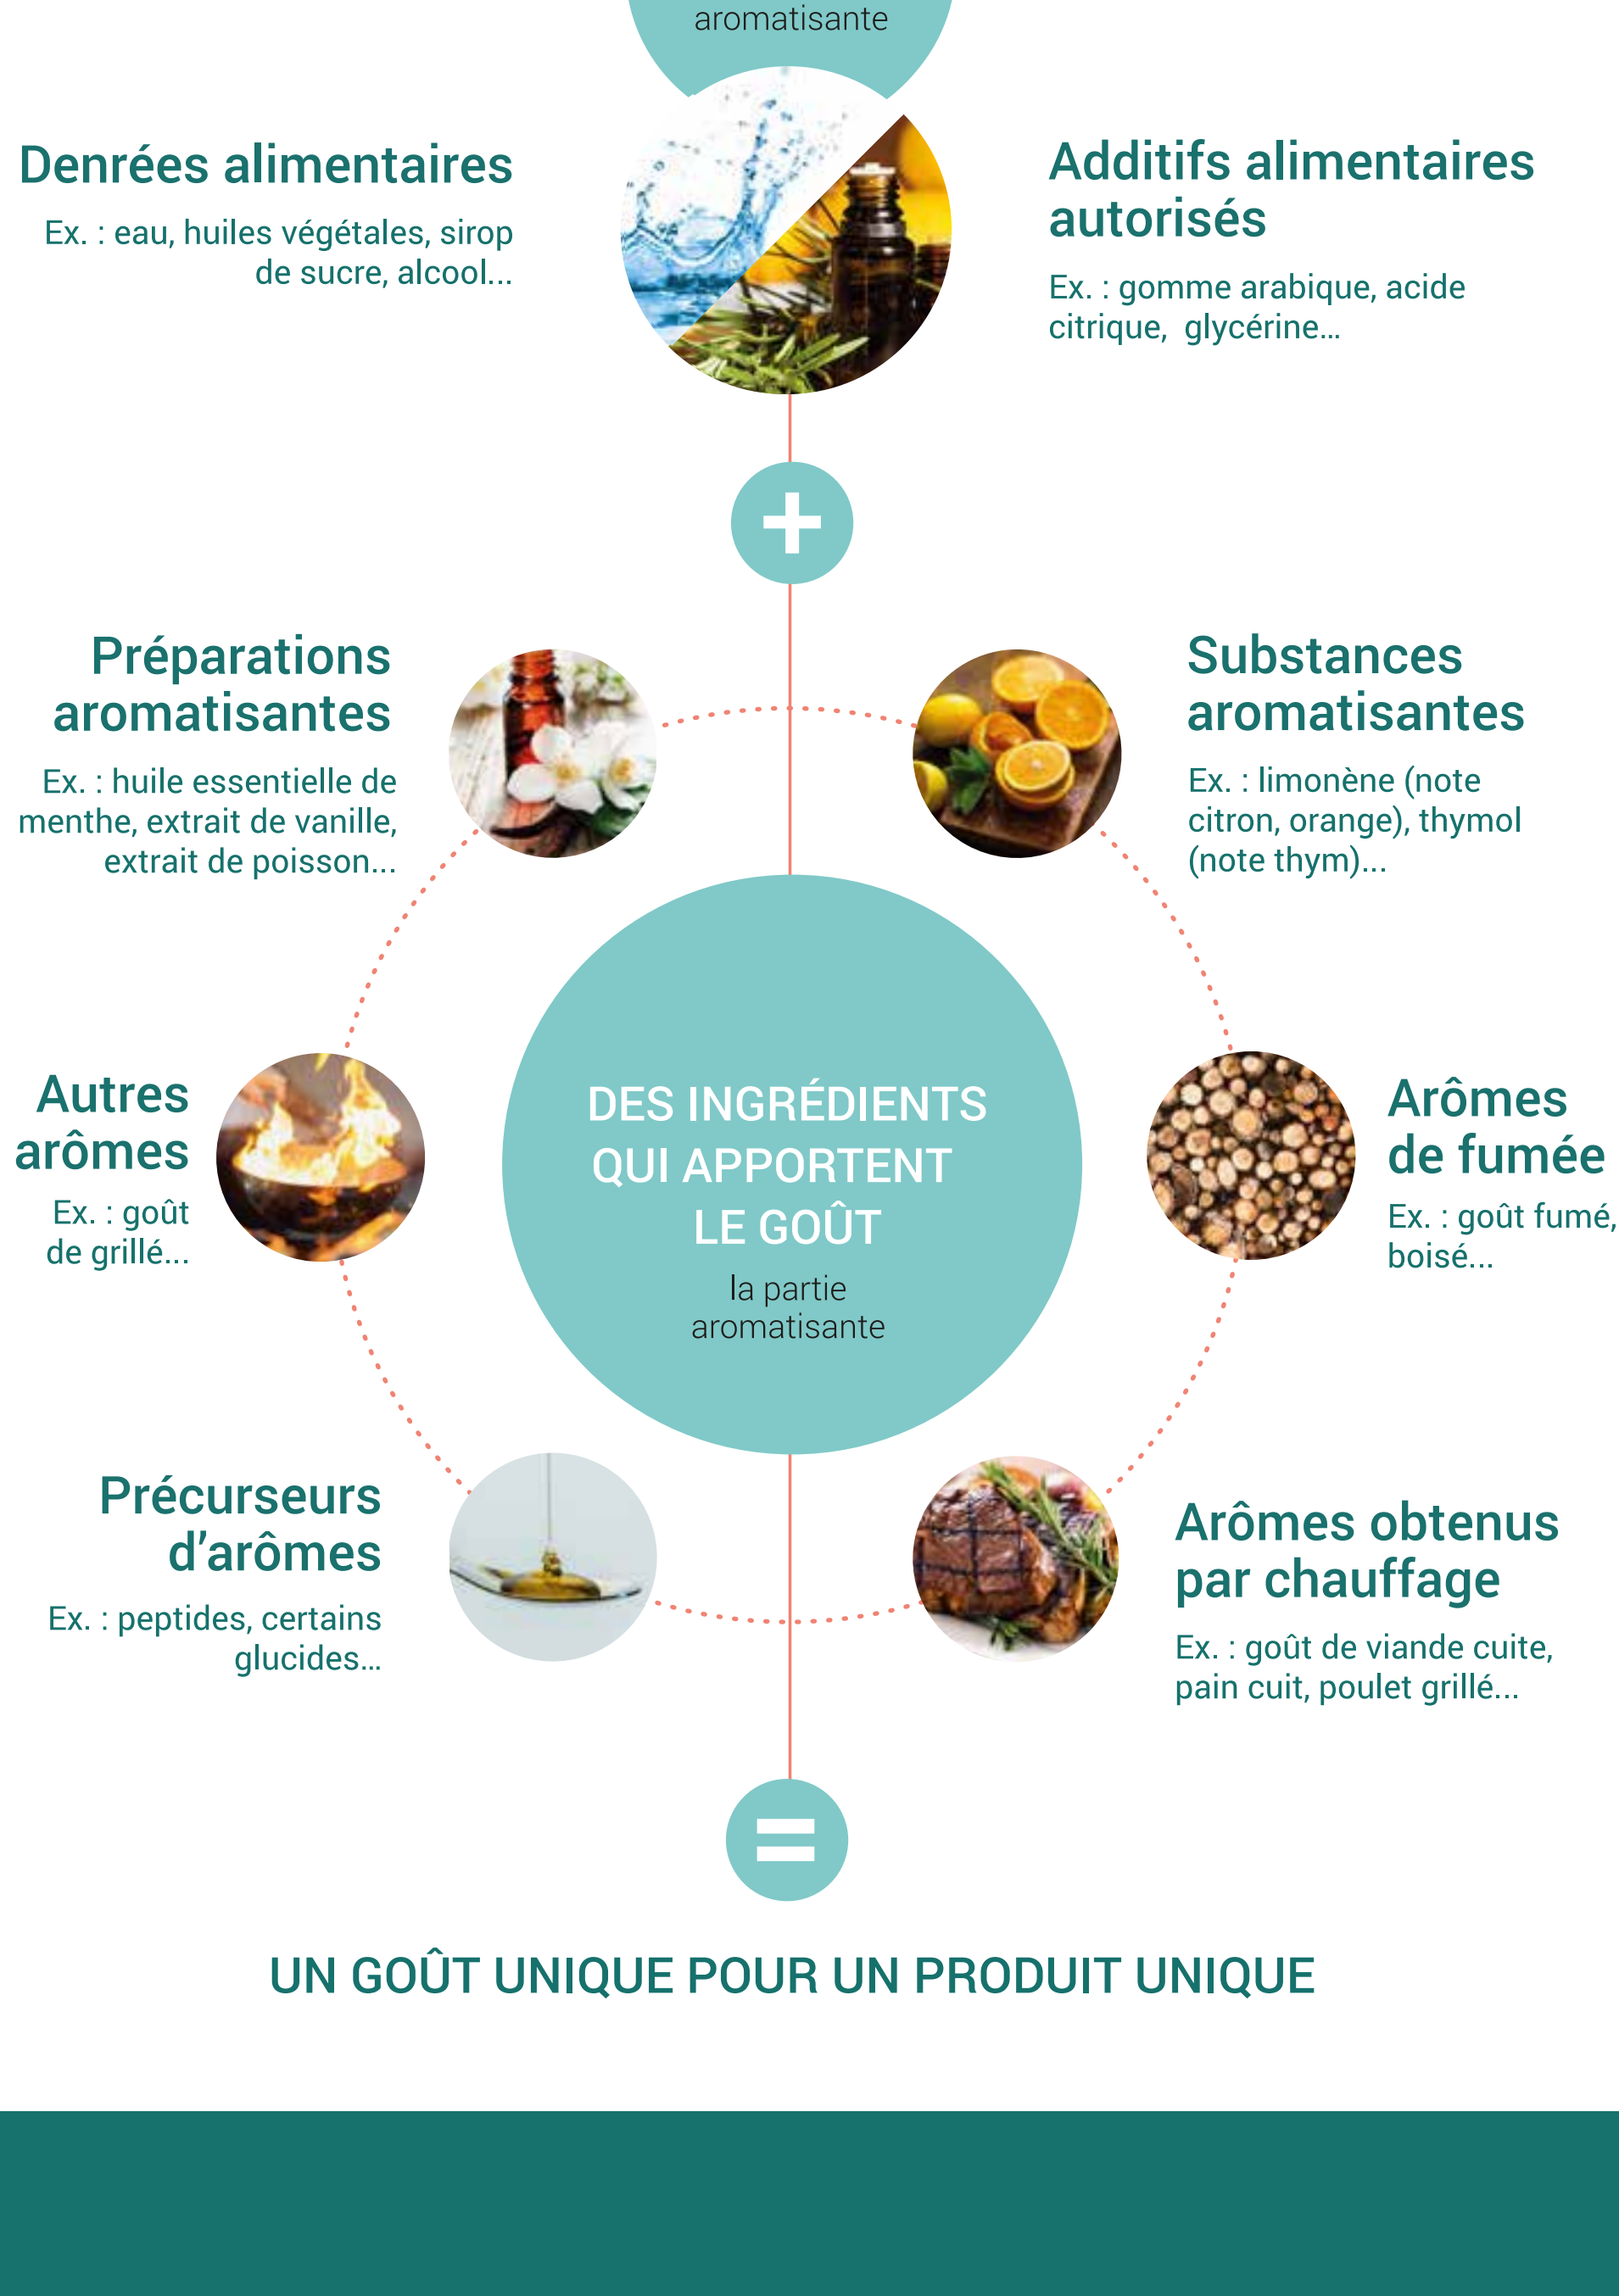 aromatisante
Denrées alimentaires
Ex. : eau, huiles végétales, sirop
de sucre, alcool...
Additifs alimentaires
autorisés
Ex. : gomme arabique, acide
citrique, glycérine...
+
Préparations
aromatisantes
Ex. : huile essentielle de
menthe, extrait de vanille,
extrait de poisson...
Substances
aromatisantes
Ex. : limonène (note
citron, orange), thymol
(note thym)...
Autres
arômes
Ex. : goût
de grillé...
DES INGRÉDIENTS
QUI APPORTENT
LE GOÛT
la partie
aromatisante
Arômes
de fumée
Ex. : goût fumé,
boisé...
Précurseurs
d’arômes
Ex. : peptides, certains
glucides...
Arômes obtenus
par chauffage
Ex. : goût de viande cuite,
pain cuit, poulet grillé...
=
UN GOÛT UNIQUE POUR UN PRODUIT UNIQUE